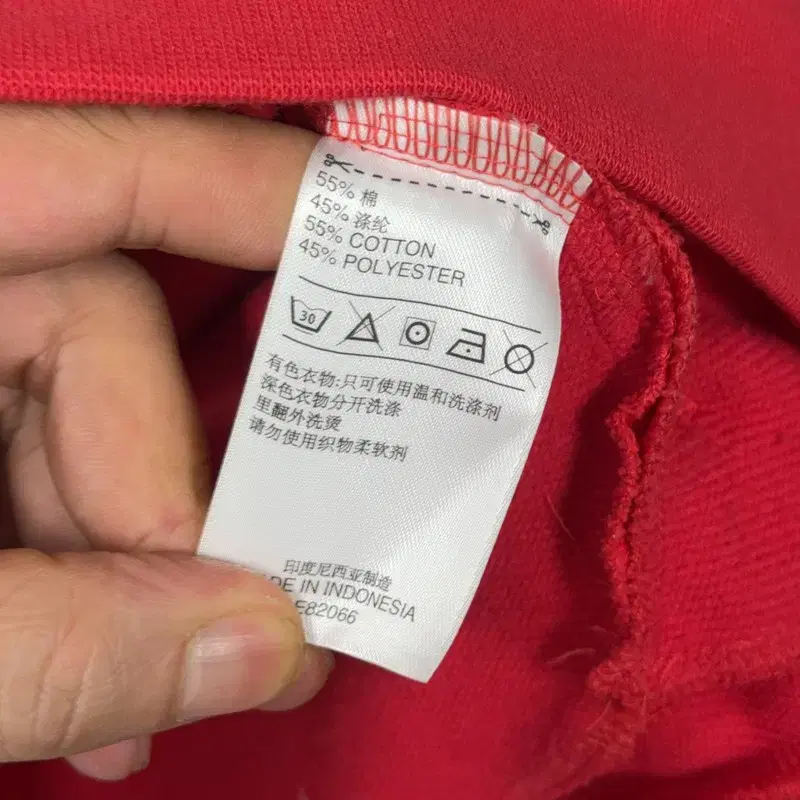 55% 棉
45% 涤纶
55% COTTON
45% POLYESTER
30
有色衣物:只可使用温和洗涤剂
深色衣物分开洗涤
里翻外洗烫
请勿使用织物柔软剂
印度尼西亚制造
IN INDONESIA
E82066